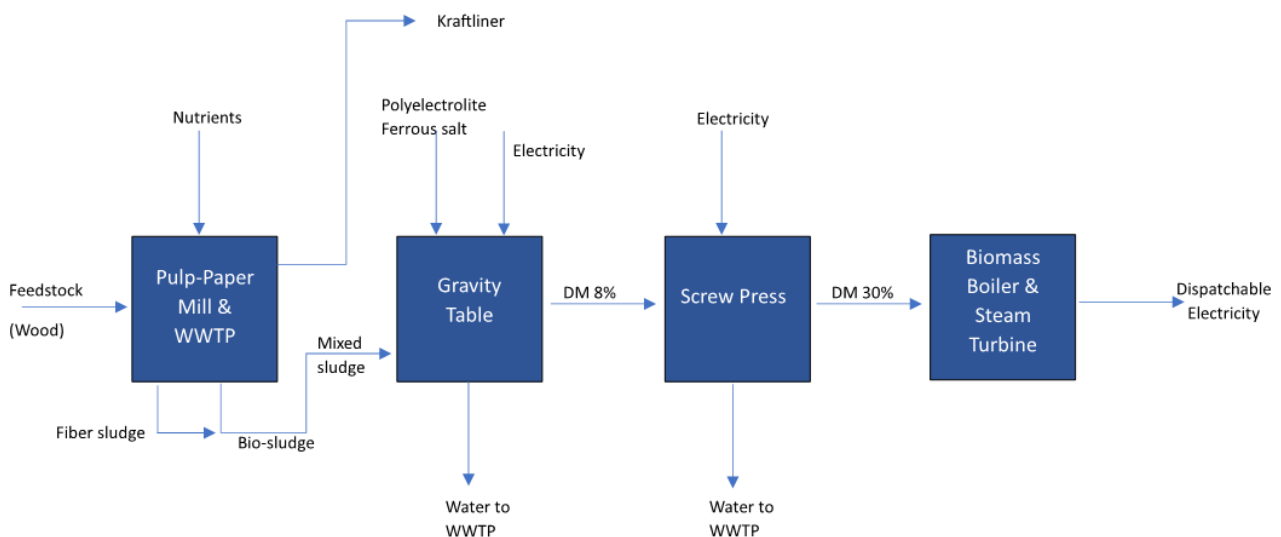 Kraftliner
Nutrients
Polyelectrolite
Ferrous salt
Electricity
Electricity
Feedstock
(Wood)
Pulp-Paper
Mill &
WWTP
Gravity
Table
DM 8%
Screw Press
DM 30%
Biomass
Boiler &
Steam
Turbine
Dispatchable
Electricity
Mixed
sludge
Fiber sludge
Bio-sludge
Water to
WWTP
Water to
WWTP